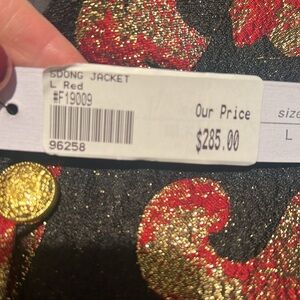 SDONG JACKET
L Red
#F19009
Our Price
$285.00
96258
size
L